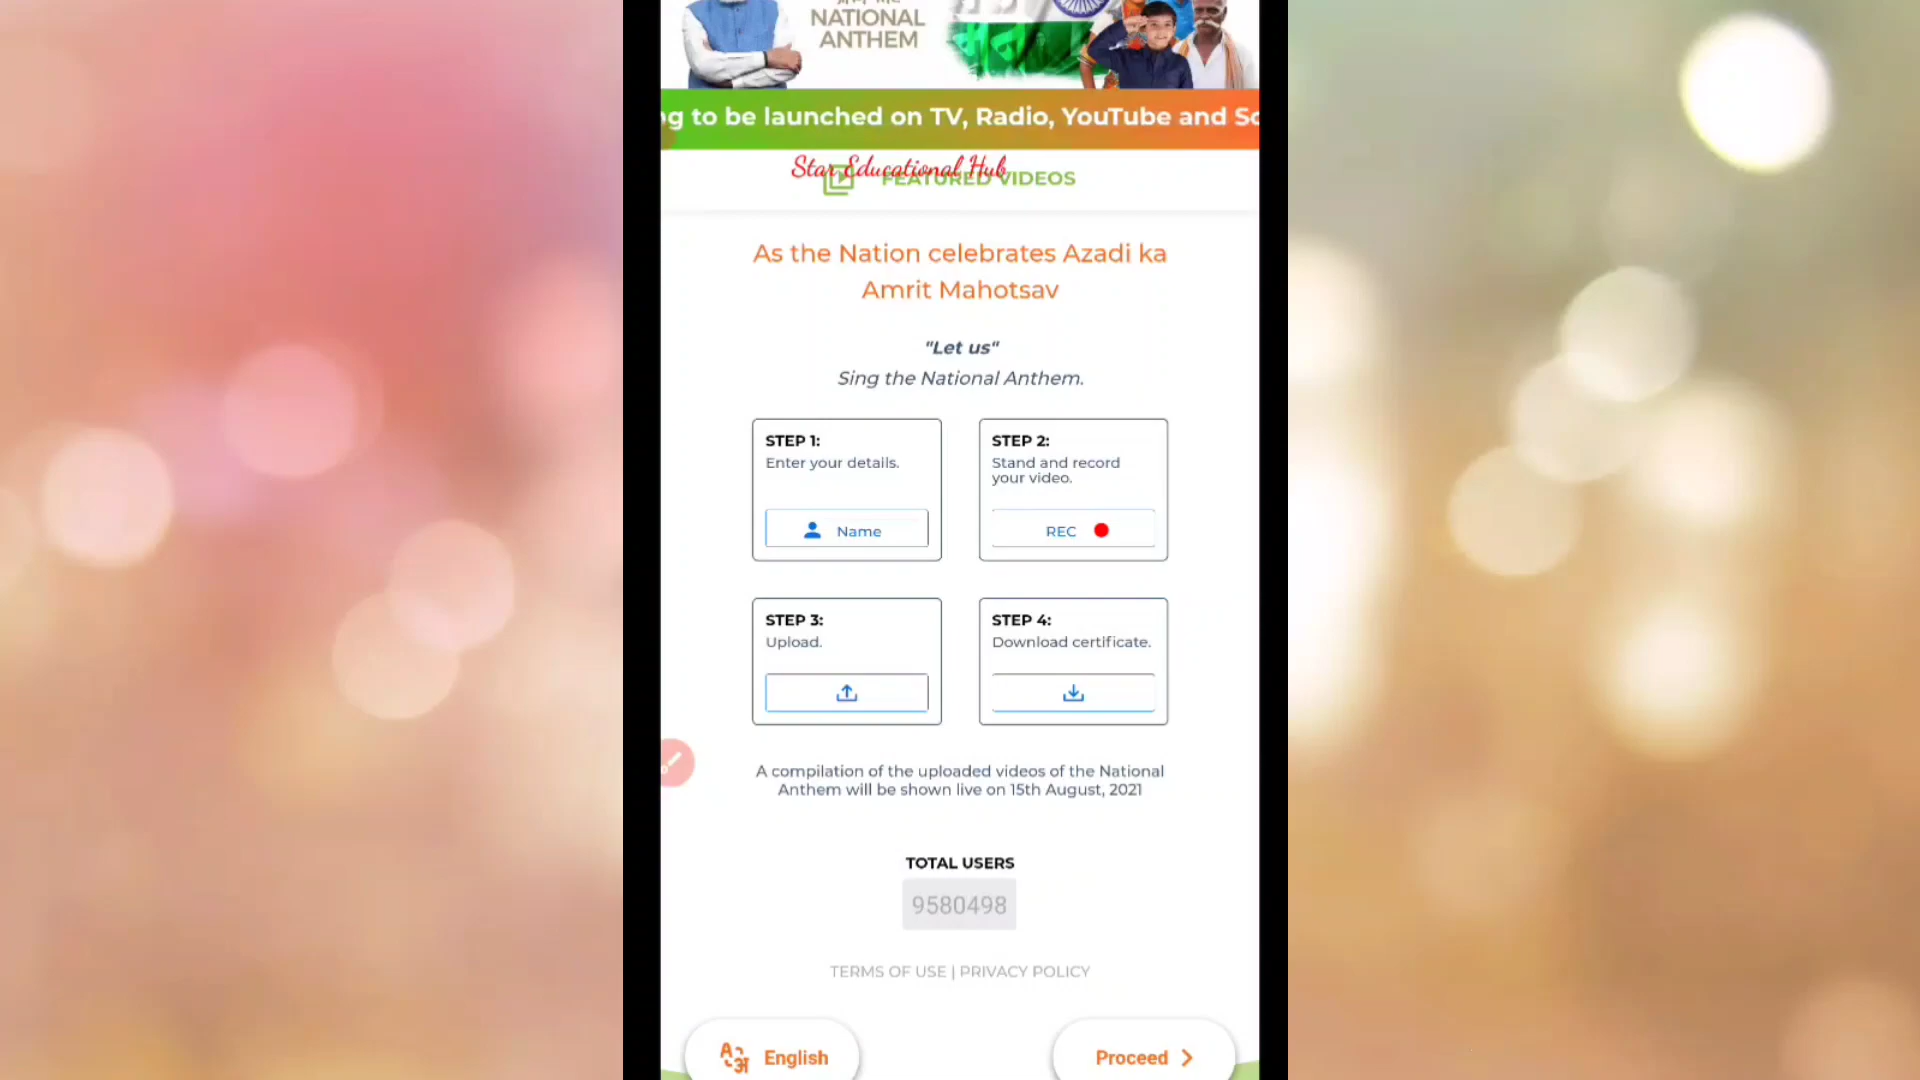 NATIONAL
ANTHEM
g to be launched on TV, Radio, YouTube and So
Star Educational Hub
FEATURED VIDEOS
As the Nation celebrates Azadi ka
Amrit Mahotsav
"Let us"
Sing the National Anthem.
STEP 1:
Enter your details.
Name
STEP 2:
Stand and record
your video.
REC
STEP 3:
Upload.
STEP 4:
Download certificate.
A compilation of the uploaded videos of the National
Anthem will be shown live on 15th August, 2021
TOTAL USERS
9580498
TERMS OF USE | PRIVACY POLICY
A अ English
Proceed